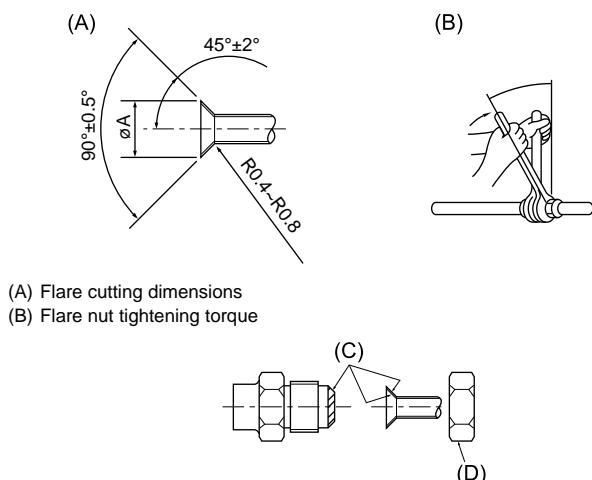 (A)
(B)
45°±2°
90°±0.5°
øA
R0.4~R0.8
(A) Flare cutting dimensions
(B) Flare nut tightening torque
(C)
(D)